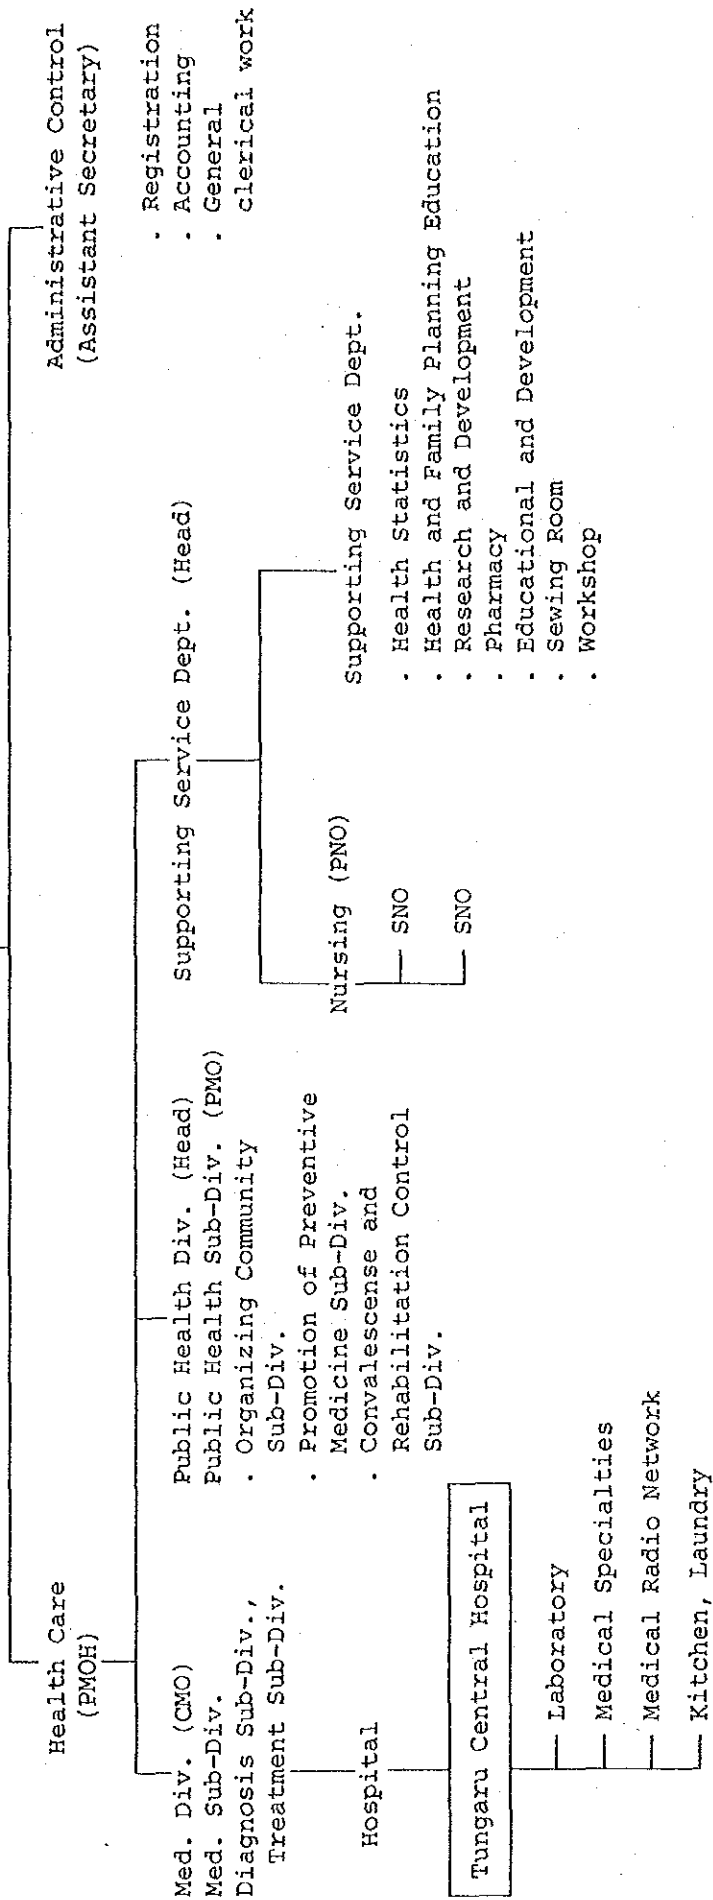 Health Care
(PMOH)
Administrative Control
(Assistant Secretary)
· Registration
· Accounting
· General
clerical work
Med. Div. (CMO)
Med. Sub-Div.
Diagnosis Sub-Div.,
Treatment Sub-Div.
Hospital
Tungaru Central Hospital
Laboratory
Medical Specialties
Medical Radio Network
Kitchen, Laundry
Public Health Div. (Head)
Public Health Sub-Div. (PMO)
· Organizing Community
Sub-Div.
· Promotion of Preventive
Medicine Sub-Div.
· Convalescense and
Rehabilitation Control
Sub-Div.
Supporting Service Dept. (Head)
Nursing (PNO)
SNO
SNO
Supporting Service Dept.
· Health Statistics
· Health and Family Planning Education
· Research and Development
· Pharmacy
· Educational and Development
· Sewing Room
· Workshop